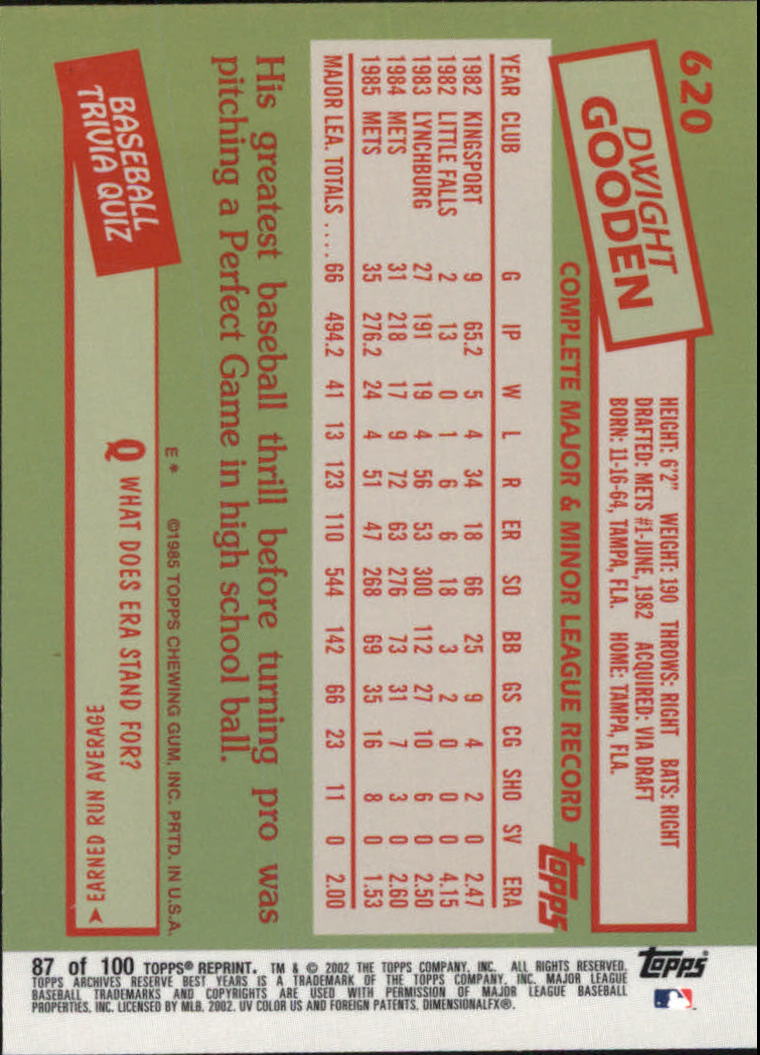 620
DWIGHT
GOODEN
HEIGHT: 6'2" WEIGHT: 190 THROWS: RIGHT BATS: RIGHT
DRAFTED: METS #1-JUNE, 1982 ACQUIRED: VIA DRAFT
BORN: 11-16-64, TAMPA, FLA. HOME: TAMPA, FLA.
COMPLETE MAJOR & MINOR LEAGUE RECORD
topps
YEAR CLUB G IP W L R ER SO BB GS CG SHO SV ERA
1982 KINGSPORT 9 65.2 5 4 34 18 66 25 9 4 2 0 2.47
1982 LITTLE FALLS 2 13 0 1 6 6 18 3 2 0 0 0 4.15
1983 LYNCHBURG 27 191 19 4 56 53 300 112 27 10 6 0 2.50
1984 METS 31 218 17 9 72 63 276 73 31 7 3 0 2.60
1985 METS 35 276.2 24 4 51 47 268 69 35 16 8 0 1.53
MAJOR LEA. TOTALS .... 66 494.2 41 13 123 110 544 142 66 23 11 0 2.00
His greatest baseball thrill before turning pro was
pitching a Perfect Game in high school ball.
E* ©1985 TOPPS CHEWING GUM, INC. PRTD. IN U.S.A.
BASEBALL
TRIVIA QUIZ
Q WHAT DOES ERA STAND FOR?
EARNED RUN AVERAGE
87 of 100 TOPPS® REPRINT. TM & © 2002 THE TOPPS COMPANY, INC. ALL RIGHTS RESERVED.
TOPPS ARCHIVES RESERVE BEST YEARS IS A TRADEMARK OF THE TOPPS COMPANY, INC. MAJOR LEAGUE
BASEBALL TRADEMARKS AND COPYRIGHTS ARE USED WITH PERMISSION OF MAJOR LEAGUE BASEBALL
PROPERTIES, INC. LICENSED BY MLB, 2002. UV COLOR US AND FOREIGN PATENTS. DIMENSIONALFX®.
topps